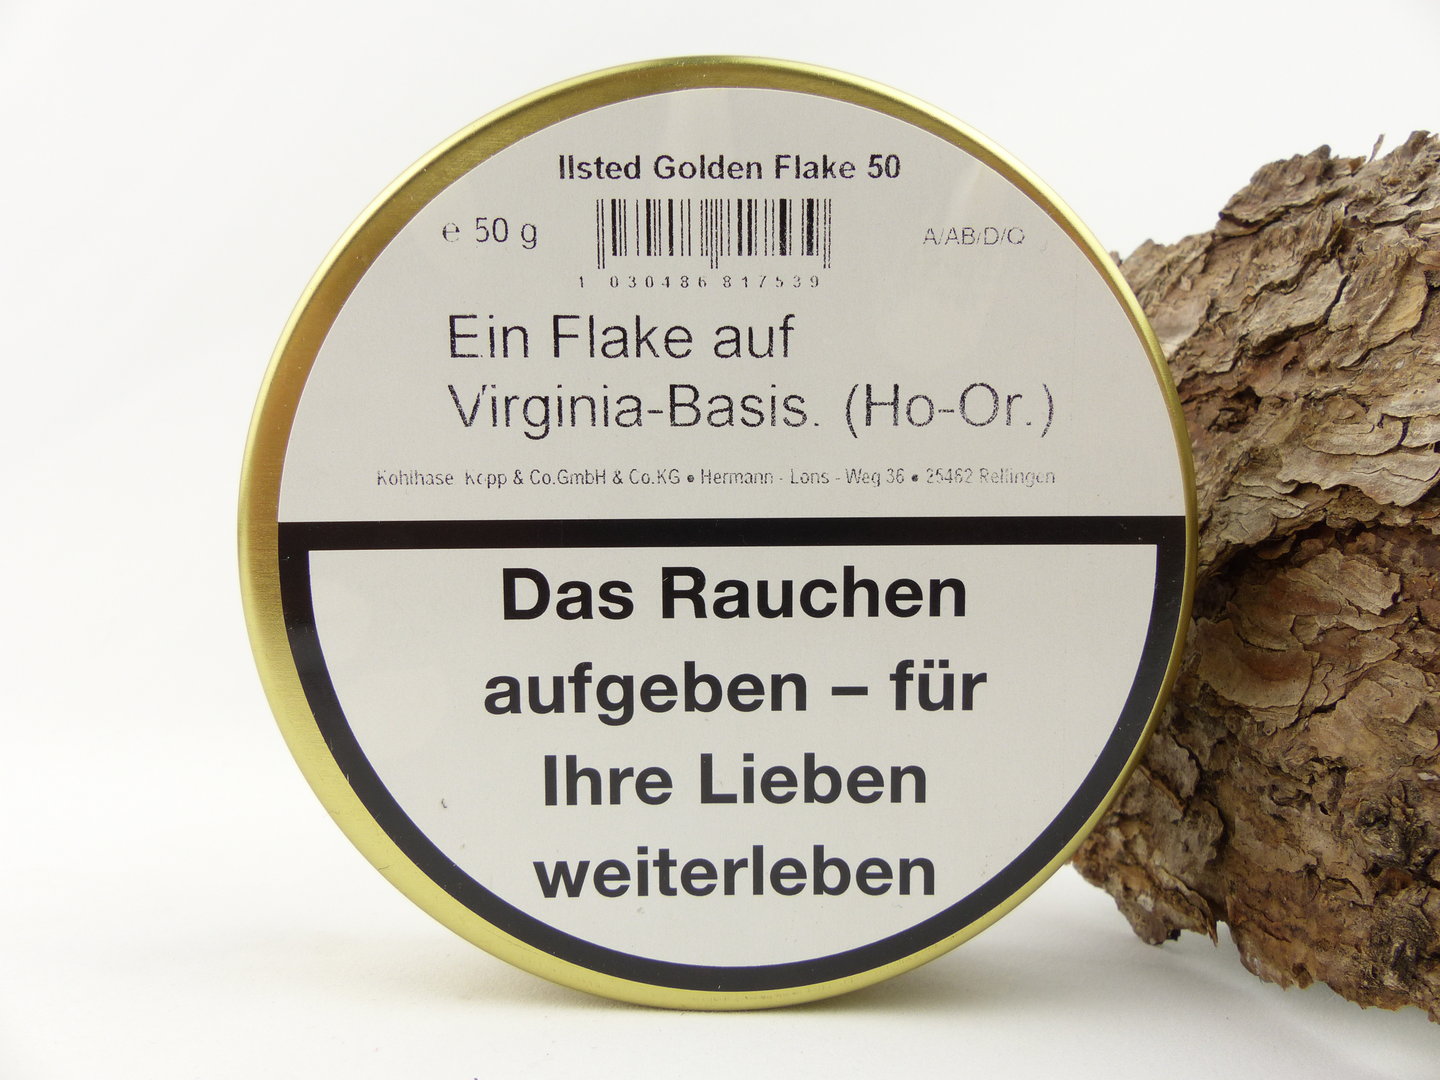 Ilsted Golden Flake 50
e 50 g
A/AB/D/Q
1 030486 817539
Ein Flake auf
Virginia-Basis. (Ho-Or.)
Kohlhase Kopp & Co.GmbH & Co.KG • Hermann - Lons - Weg 36 • 25462 Rellingen
Das Rauchen
aufgeben – für
Ihre Lieben
weiterleben